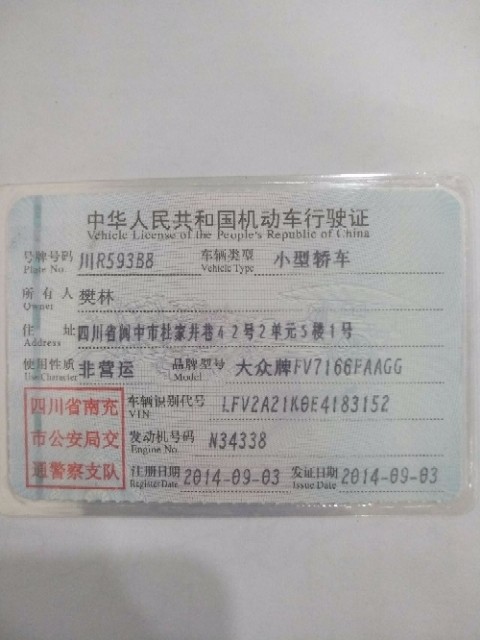 中华人民共和国机动车行驶证
Vehicle License of the People's Republic of China
号牌号码 川R593B8 车辆类型 小型轿车
Plate No. Vehicle Type
所有人 樊林
Owner
住址 四川省阆中市杜家井巷42号2单元5楼1号
Address
使用性质 非营运 品牌型号 大众牌FV7166FAAGG
Use Character Model
四川省南充 车辆识别代号 LFV2A21K0E4183152
VIN
市公安局交 发动机号码 N34338
Engine No.
通警察支队 注册日期 2014-09-03 发证日期 2014-09-03
Register Date Issue Date